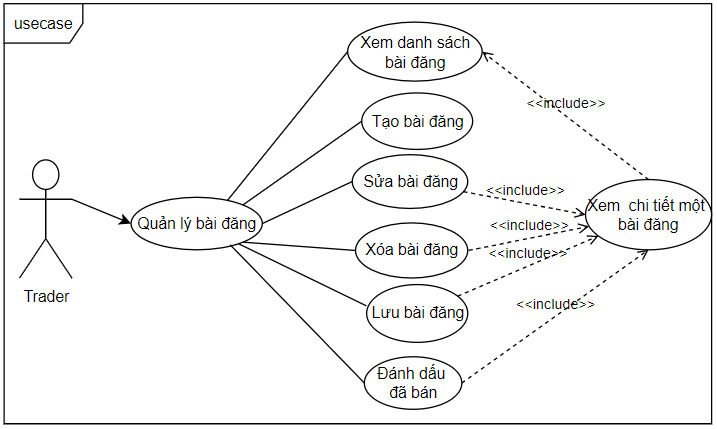 usecase
Xem danh sách
bài đăng
<<include>>
Tạo bài đăng
Sửa bài đăng
<<include>>
Xem chi tiết một
bài đăng
Quản lý bài đăng
<<include>>
Xóa bài đăng
<<include>>
Trader
Lưu bài đăng
<<include>>
Đánh dấu
đã bán